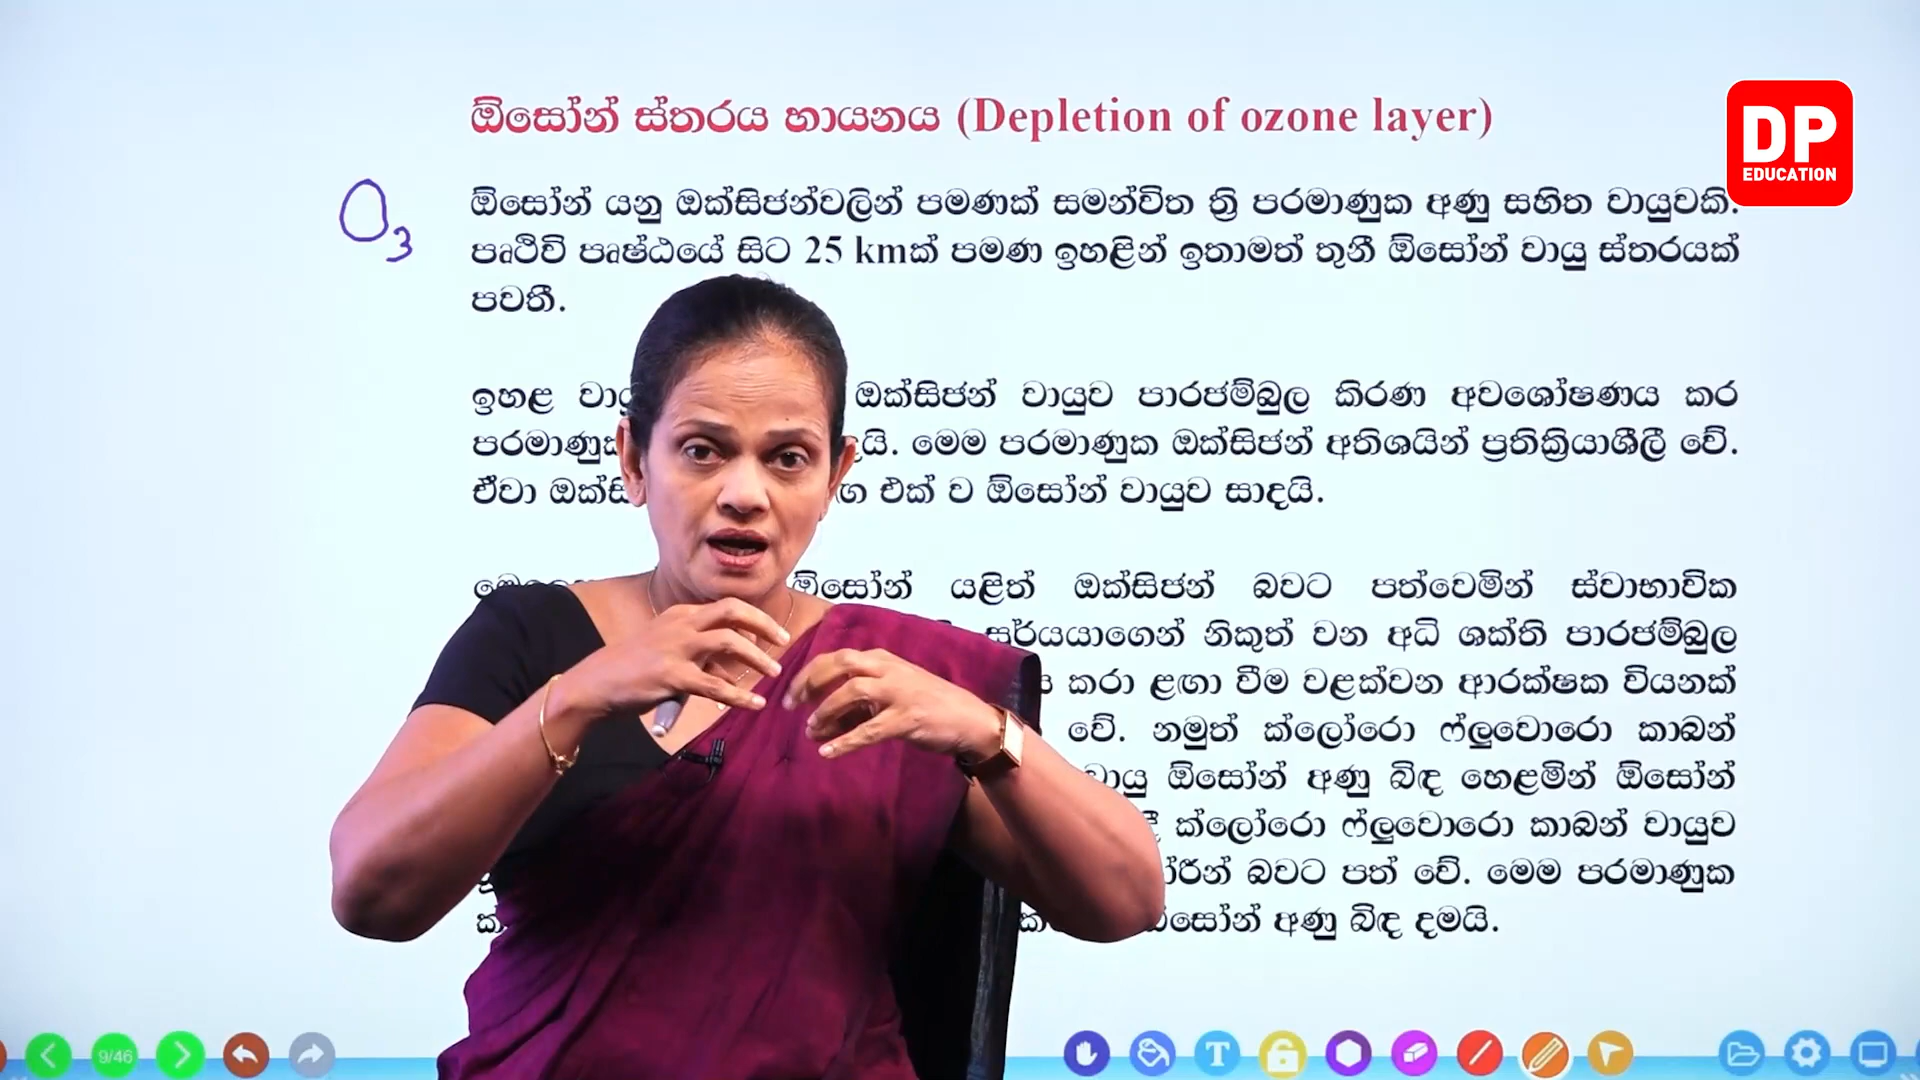 ඕසෝන් ස්තරය හායනය (Depletion of ozone layer)
DP
EDUCATION
O3
ඕසෝන් යනු ඔක්සිජන්වලින් පමණක් සමන්විත ත්‍රි පරමාණුක අණු සහිත වායුවකි.
පෘථිවි පෘෂ්ඨයේ සිට 25 kmක් පමණ ඉහළින් ඉතාමත් තුනී ඕසෝන් වායු ස්තරයක්
පවතී.
ඉහළ ඔක්සිජන් වායුව පාරජම්බුල කිරණ අවශෝෂණය කර
මෙම පරමාණුක ඔක්සිජන් අතිශයින් ප්‍රතික්‍රියාශීලී වේ.
ඒවා එක් ව ඕසෝන් වායුව සාදයි.
ඕසෝන් යළිත් ඔක්සිජන් බවට පත්වෙමින් ස්වාභාවික
සූර්යයාගෙන් නිකුත් වන අධි ශක්ති පාරජම්බුල
කරා ළඟා වීම වළක්වන ආරක්ෂක වියනක්
වේ. නමුත් ක්ලෝරො ෆ්ලුවොරො කාබන්
වායු ඕසෝන් අණු බිඳ හෙළමින් ඕසෝන්
ක්ලෝරො ෆ්ලුවොරො කාබන් වායුව
බවට පත් වේ. මෙම පරමාණුක
ඕසෝන් අණු බිඳ දමයි.
9/46